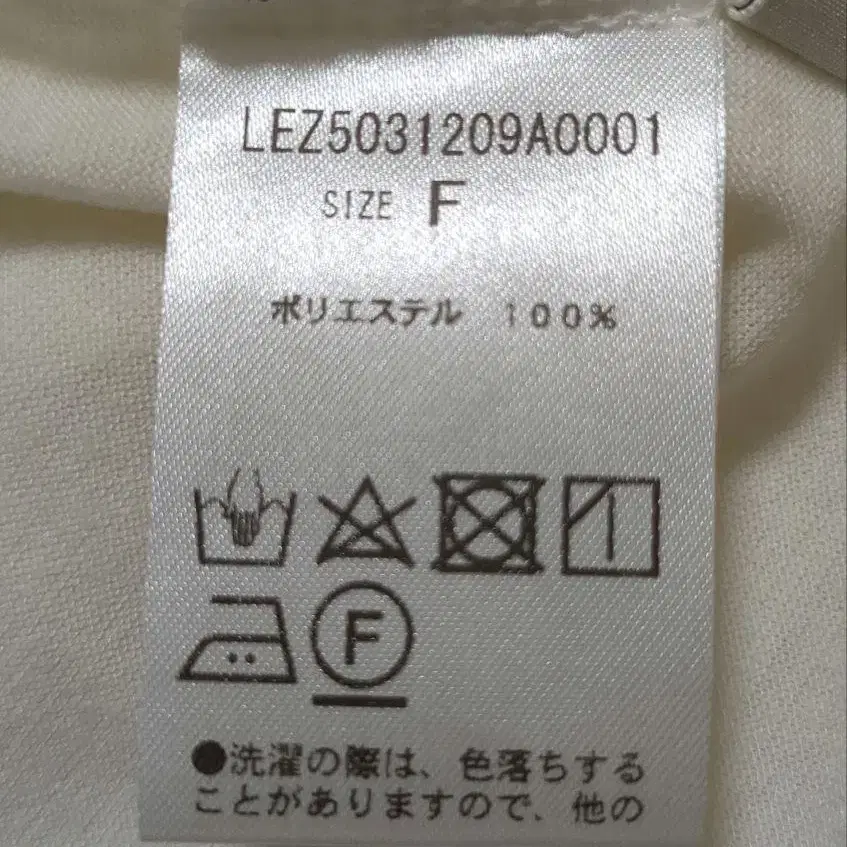 LEZ5031209A0001
SIZE F
ポリエステル 100%
F
●洗濯の際は、色落ちする
ことがありますので、他の